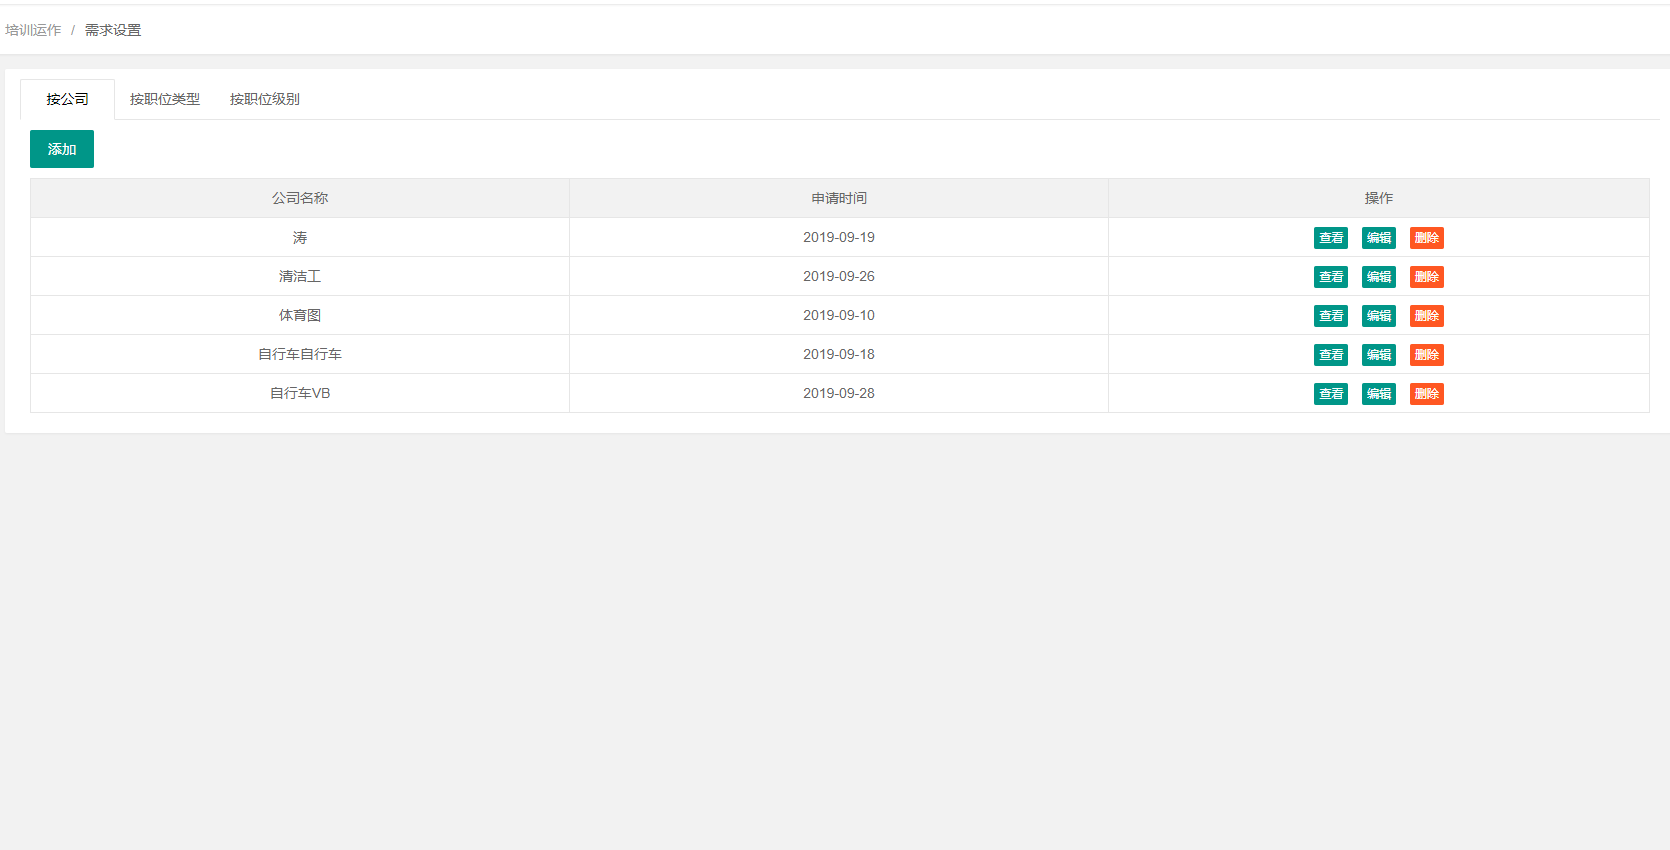 培训运作 / 需求设置
按公司 按职位类型 按职位级别
添加
公司名称 申请时间 操作
涛 2019-09-19 查看 编辑 删除
清洁工 2019-09-26 查看 编辑 删除
体育图 2019-09-10 查看 编辑 删除
自行车自行车 2019-09-18 查看 编辑 删除
自行车VB 2019-09-28 查看 编辑 删除